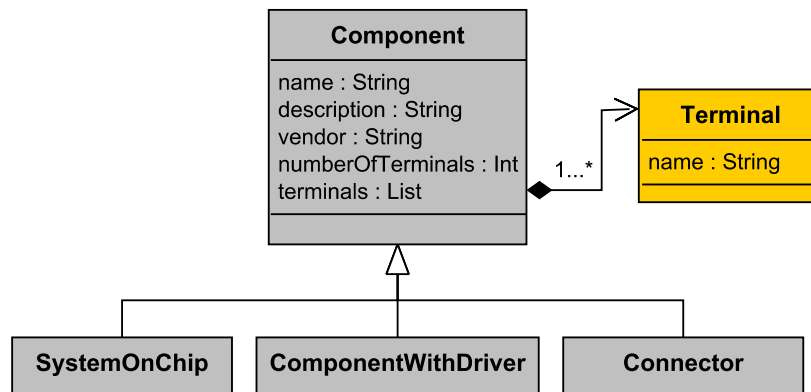 Component
name : String
description : String
vendor : String
numberOfTerminals : Int
terminals : List
1...*
Terminal
name : String
SystemOnChip
ComponentWithDriver
Connector